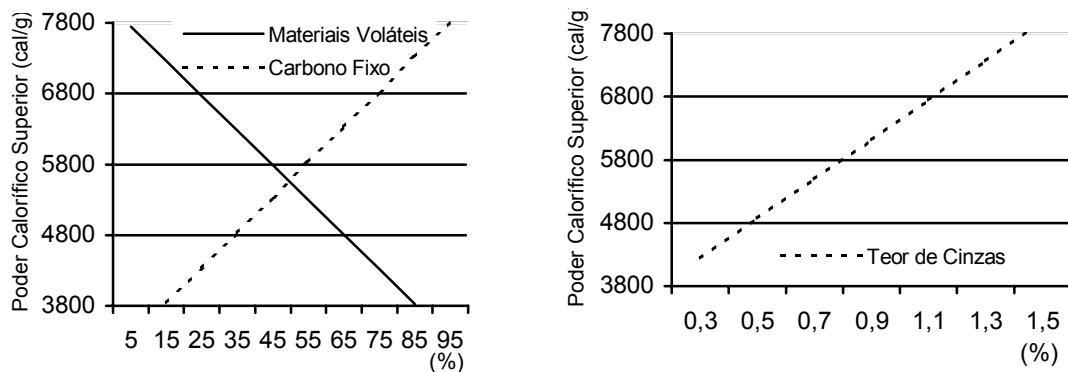 Poder Calorífico Superior (cal/g)
7800
6800
5800
4800
3800
Materiais Voláteis
Carbono Fixo
5 15 25 35 45 55 65 75 85 95
(%)
Poder Calorífico Superior (cal/g)
7800
6800
5800
4800
3800
Teor de Cinzas
0,3 0,5 0,7 0,9 1,1 1,3 1,5
(%)